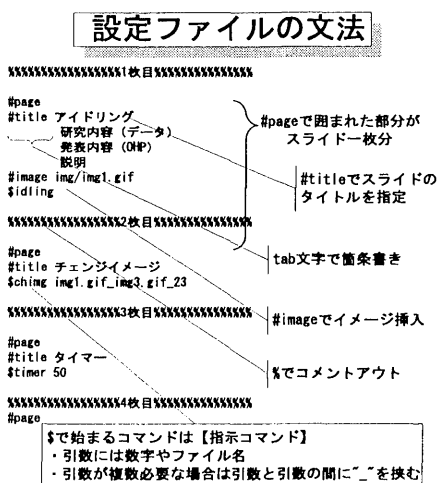 設定ファイルの文法
%%%%%%%%%%%%%%%%%1枚目%%%%%%%%%%%%%%%
#page
#title アイドリング
研究内容(データ)
発表内容(OHP)
説明
#image img/img1.gif
$idling
#pageで囲まれた部分が
スライド一枚分
#titleでスライドの
タイトルを指定
%%%%%%%%%%%%%%%%%2枚目%%%%%%%%%%%%%%%
#page
#title チェンジイメージ
$chimg img1.gif_img3.gif_23
tab文字で箇条書き
%%%%%%%%%%%%%%%%%3枚目%%%%%%%%%%%%%%%
#imageでイメージ挿入
#page
#title タイマー
$timer 50
%でコメントアウト
%%%%%%%%%%%%%%%%%4枚目%%%%%%%%%%%%%%%
#page
$で始まるコマンドは【指示コマンド】
・引数には数字やファイル名
・引数が複数必要な場合は引数と引数の間に"_"を挟む